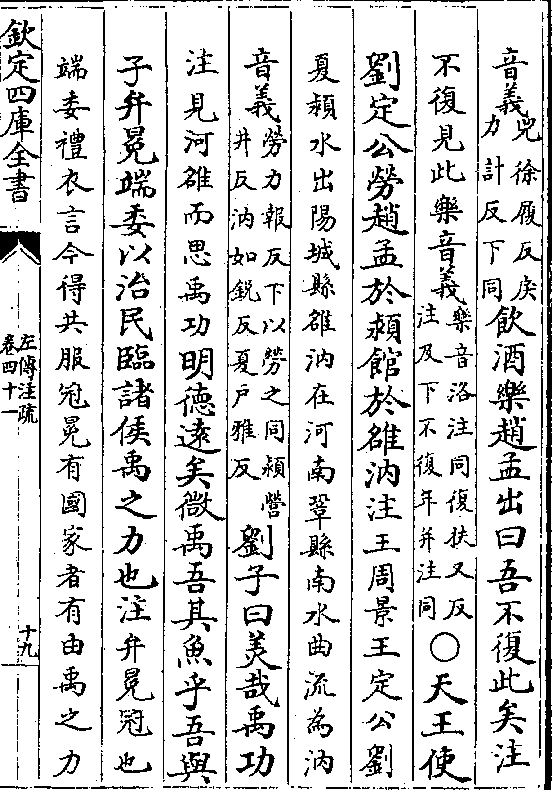 音義兕徐履反戾力計反下同飲酒樂趙孟出曰吾不復此矣注
不復見此樂音義樂音洛注同復扶又反注及下不復年并注同○天王使
劉定公勞趙孟於潁館於雒汭注王周景王定公劉
夏潁水出陽城縣雒汭在河南鞏縣南水曲流為汭
音義勞力報反下以勞之同潁營井反汭如銳反夏戶雅反劉子曰美哉禹功
注見河雒而思禹功明德遠矣微禹吾其魚乎吾與
子弁冕端委以治民臨諸侯禹之力也注弁冕冠也
端委禮衣言今得共服冠冕有國家者有由禹之力
欽定四庫全書
左傳注疏
卷四十一
十九